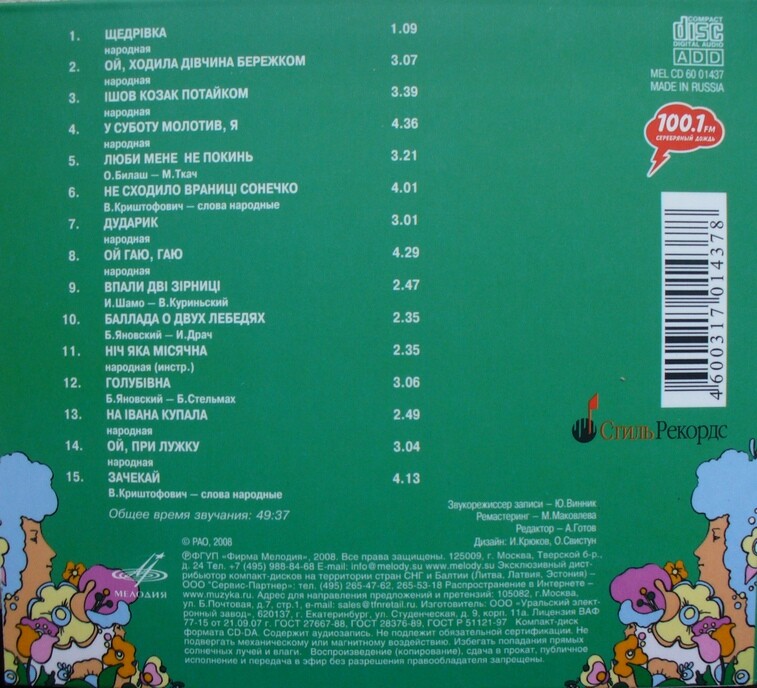 1. ЩЕДРІВКА 1.09
народная
2. ОЙ, ХОДИЛА ДІВЧИНА БЕРЕЖКОМ 3.07
народная
3. ІШОВ КОЗАК ПОТАЙКОМ 3.39
народная
4. У СУБОТУ МОЛОТИВ, Я 4.36
народная
5. ЛЮБИ МЕНЕ НЕ ПОКИНЬ 3.21
О.Билаш – М.Ткач
6. НЕ СХОДИЛО ВРАНИЦІ СОНЕЧКО 4.01
В.Криштофович – слова народные
7. ДУДАРИК 3.01
народная
8. ОЙ ГАЮ, ГАЮ 4.29
народная
9. ВПАЛИ ДВІ ЗІРНИЦІ 2.47
И.Шамо – В.Куриньский
10. БАЛЛАДА О ДВУХ ЛЕБЕДЯХ 2.35
Б.Яновский – И.Драч
11. НІЧ ЯКА МІСЯЧНА 2.35
народная (инстр.)
12. ГОЛУБІВНА 3.06
Б.Яновский – Б.Стельмах
13. НА ІВАНА КУПАЛА 2.49
народная
14. ОЙ, ПРИ ЛУЖКУ 3.04
народная
15. ЗАЧЕКАЙ 4.13
В.Криштофович – слова народные
Общее время звучания: 49:37
COMPACT
disc
DIGITAL AUDIO
ADD
MEL CD 60 01437
MADE IN RUSSIA
100.1 FM
СЕРЕБРЯНЫЙ ДОЖДЬ
4600317014378
СтильРекордс
Звукорежиссер записи – Ю.Винник
Ремастеринг – М.Маковлева
Редактор – А.Готов
Дизайн: И.Крюков, О.Свистун
© РАО, 2008
МЕЛОДИЯ
ⓅФГУП «Фирма Мелодия», 2008. Все права защищены. 125009, г. Москва, Тверской б-р.,
д. 24 Тел. +7 (495) 988-84-68 E-mail: info@melody.su www.melody.su Эксклюзивный дист-
рибьютор компакт-дисков на территории стран СНГ и Балтии (Литва, Латвия, Эстония) –
ООО "Сервис-Партнер": тел. (495) 265-47-62, 265-53-18 Распространение в Интернете –
www.muzyka.ru. Адрес для направления предложений и претензий: 105082, г.Москва,
ул. Б.Почтовая, д.7, стр.1, e-mail: sales@tfnretail.ru. Изготовитель: ООО «Уральский элект-
ронный завод», 620137, г. Екатеринбург, ул. Студенческая, д. 9, корп. 11а. Лицензия ВАФ
77-15 от 21.09.07 г. ГОСТ 27667-88, ГОСТ 28376-89, ГОСТ Р 51121-97 Компакт-диск
формата CD-DA. Содержит аудиозапись. Не подлежит обязательной сертификации. Не
подвергать механическому или магнитному воздействию. Избегать попадания прямых
солнечных лучей и влаги. Воспроизведение (копирование), сдача в прокат, публичное
исполнение и передача в эфир без разрешения правообладателя запрещены.